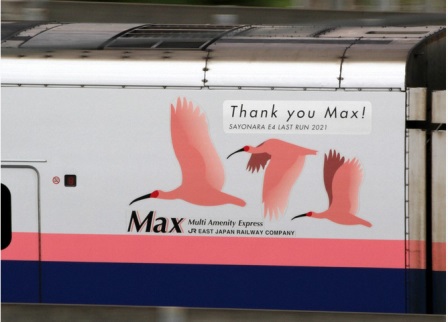 Thank you Max!
SAYONARA E4 LAST RUN 2021
Max Multi Amenity Express
JR EAST JAPAN RAILWAY COMPANY